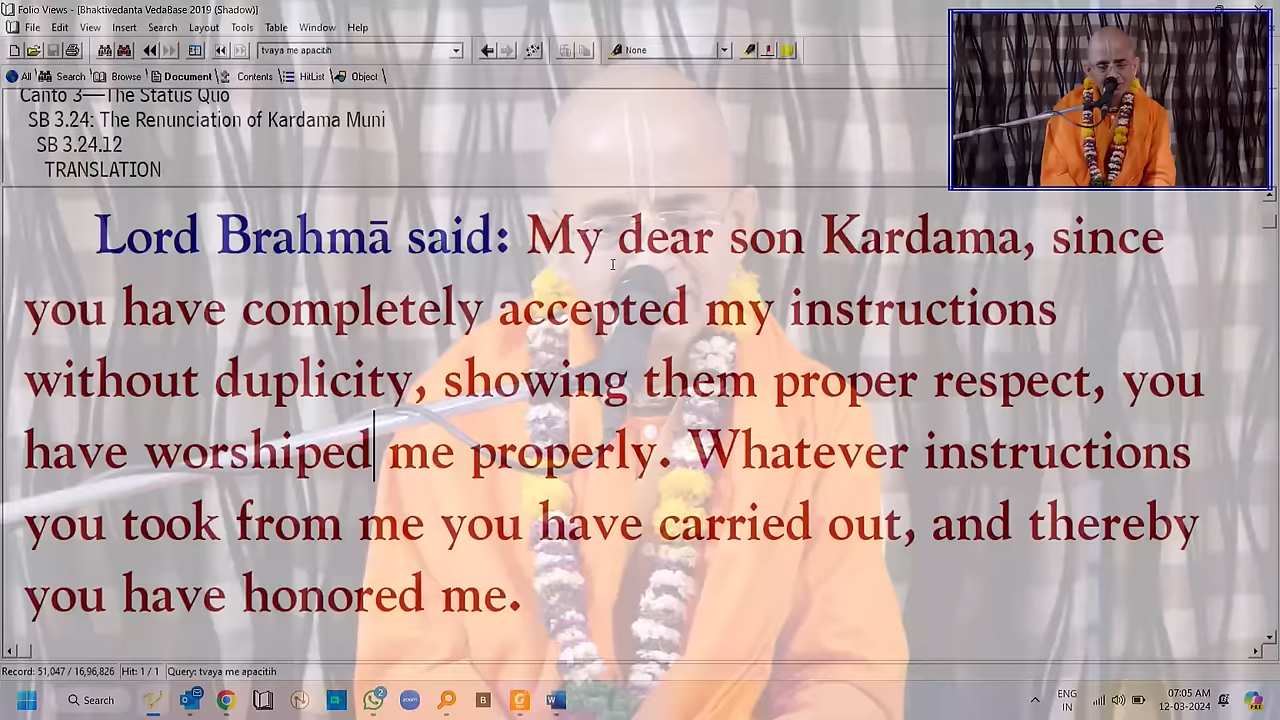 Folio Views - [Bhaktivedanta VedaBase 2019 (Shadow)]
File Edit View Insert Search Layout Tools Table Window Help
tvaya me apacitih
None
All Search Browse Document Contents HitList Object
Canto 3—The Status Quo
SB 3.24: The Renunciation of Kardama Muni
SB 3.24.12
TRANSLATION
Lord Brahmā said: My dear son Kardama, since
you have completely accepted my instructions
without duplicity, showing them proper respect, you
have worshiped me properly. Whatever instructions
you took from me you have carried out, and thereby
you have honored me.
Record: 51,047 / 16,96,826 Hit: 1 / 1 Query: tvaya me apacitih
Search
2
zoom
B
ENG
IN
07:05 AM
12-03-2024
PRE